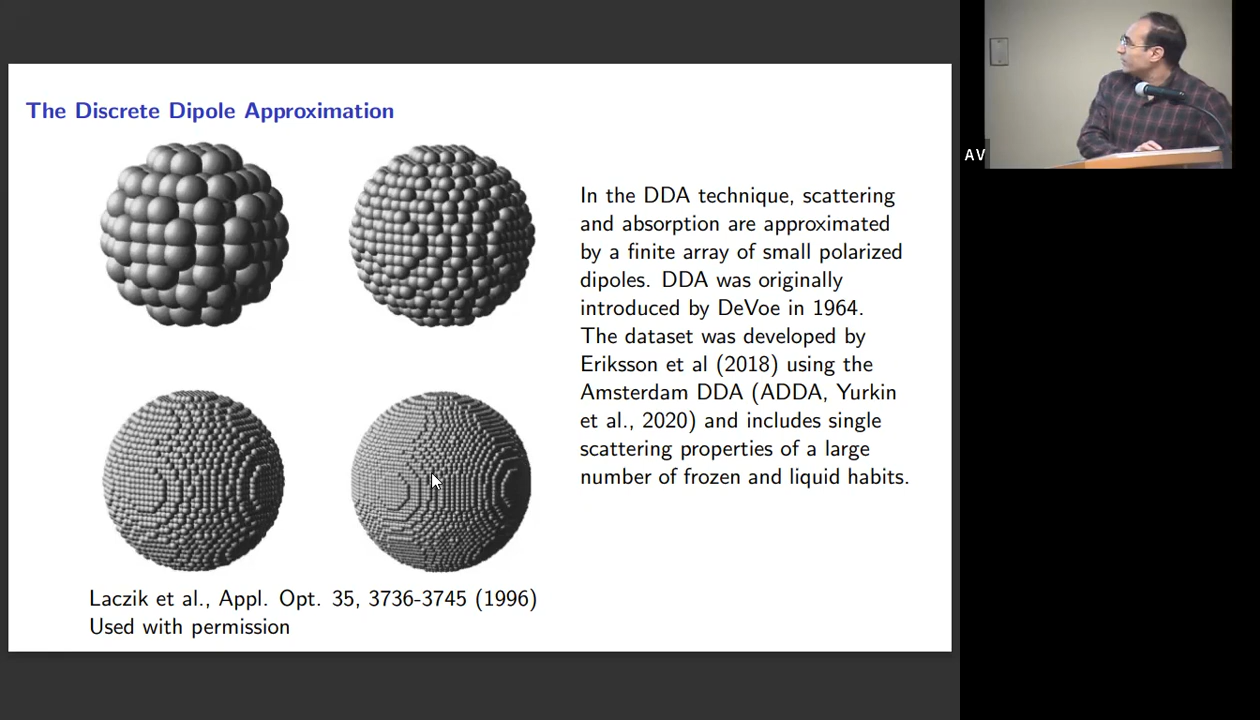 The Discrete Dipole Approximation
In the DDA technique, scattering
and absorption are approximated
by a finite array of small polarized
dipoles. DDA was originally
introduced by DeVoe in 1964.
The dataset was developed by
Eriksson et al (2018) using the
Amsterdam DDA (ADDA, Yurkin
et al., 2020) and includes single
scattering properties of a large
number of frozen and liquid habits.
Laczik et al., Appl. Opt. 35, 3736-3745 (1996)
Used with permission
AV